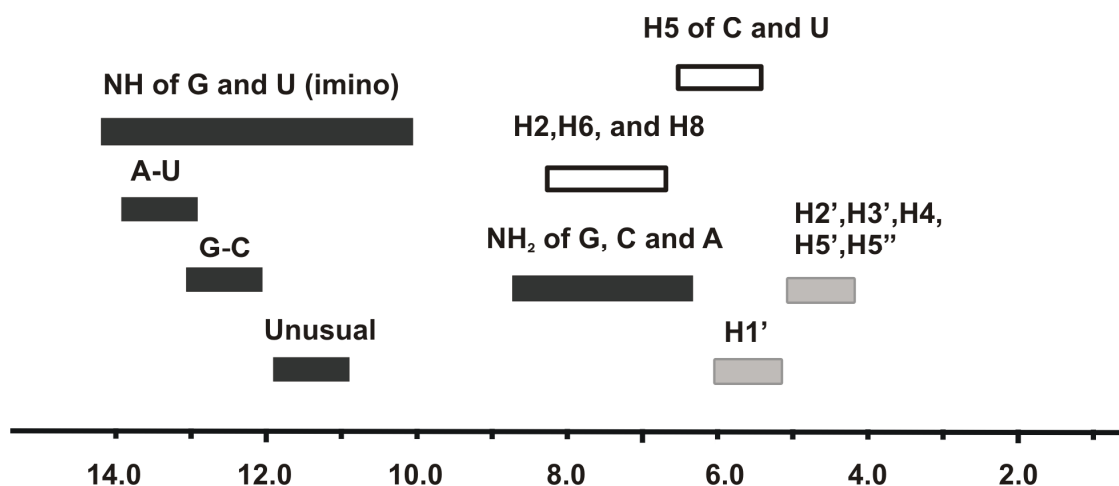 H5 of C and U
NH of G and U (imino)
H2,H6, and H8
A-U
H2’,H3’,H4,
H5’,H5”
NH₂ of G, C and A
G-C
Unusual
H1’
14.0 12.0 10.0 8.0 6.0 4.0 2.0